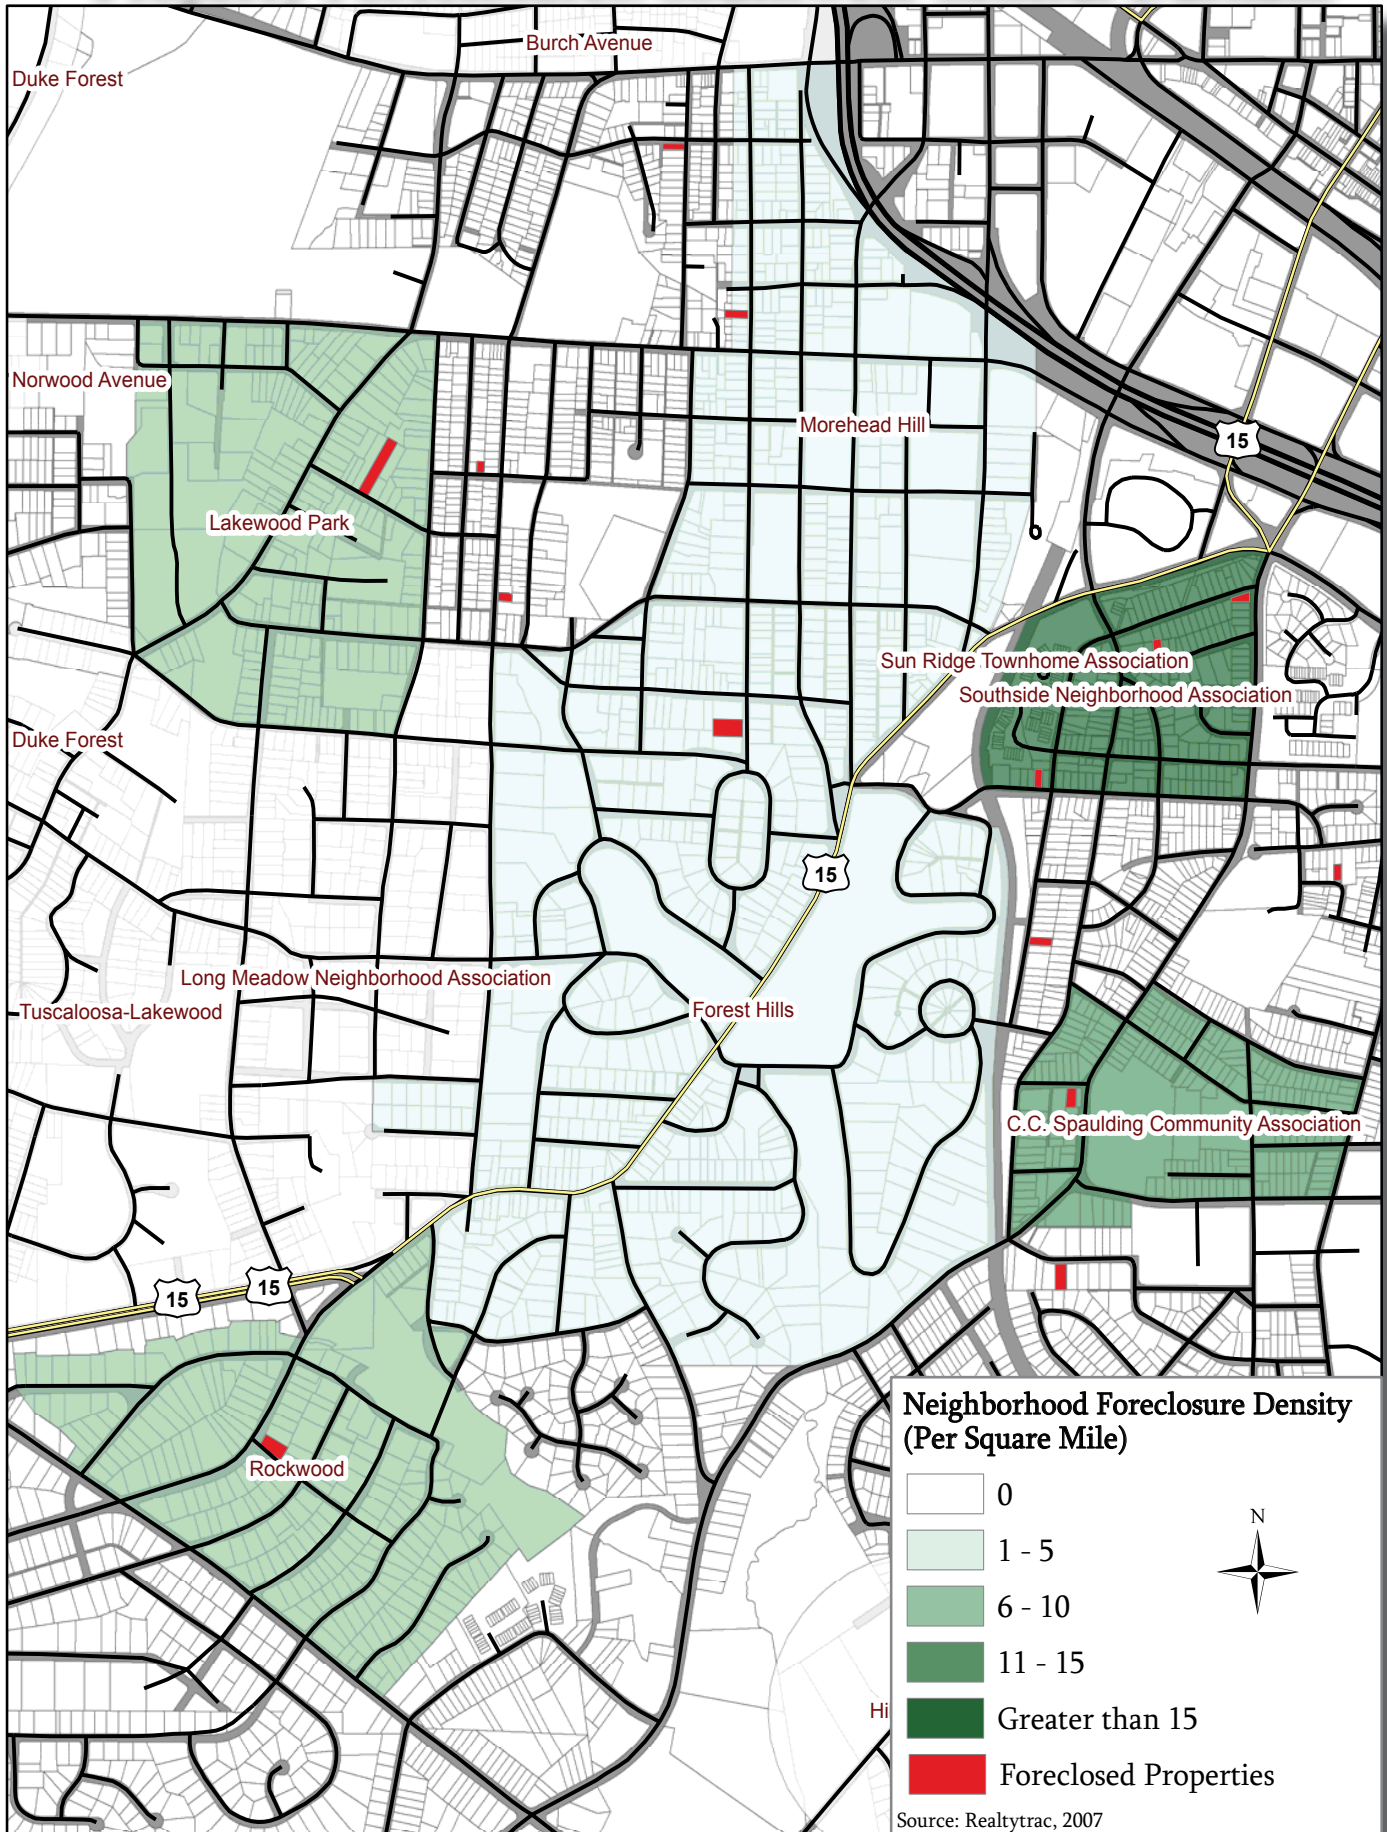 Burch Avenue
Duke Forest
Norwood Avenue
Morehead Hill
15
Lakewood Park
Sun Ridge Townhome Association
Southside Neighborhood Association
Duke Forest
15
Long Meadow Neighborhood Association
Tuscaloosa-Lakewood
Forest Hills
C.C. Spaulding Community Association
15
15
Rockwood
Hi
Neighborhood Foreclosure Density
(Per Square Mile)
0
1 - 5
6 - 10
11 - 15
Greater than 15
Foreclosed Properties
N
Source: Realtytrac, 2007